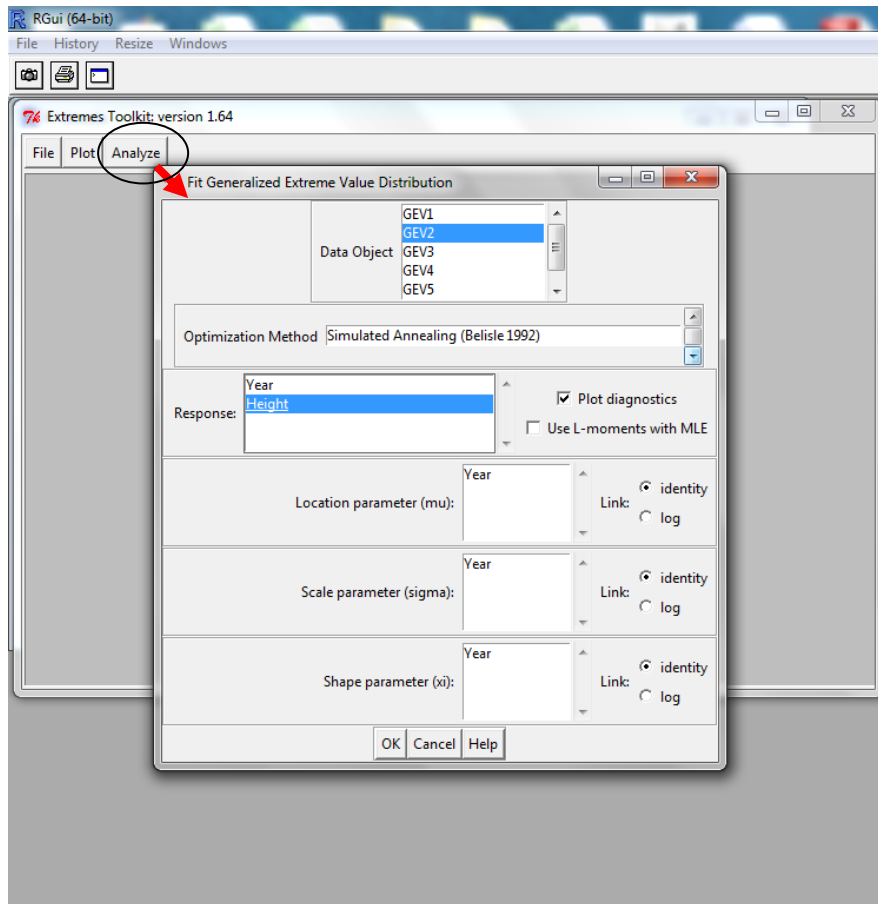 RGui (64-bit)
File History Resize Windows
Extremes Toolkit: version 1.64
File Plot Analyze
Fit Generalized Extreme Value Distribution
GEV1
GEV2
Data Object GEV3
GEV4
GEV5
Optimization Method Simulated Annealing (Belisle 1992)
Year
Response: Height
Plot diagnostics
Use L-moments with MLE
Year
Location parameter (mu): Link: identity
log
Year
Scale parameter (sigma): Link: identity
log
Year
Shape parameter (xi): Link: identity
log
OK Cancel Help